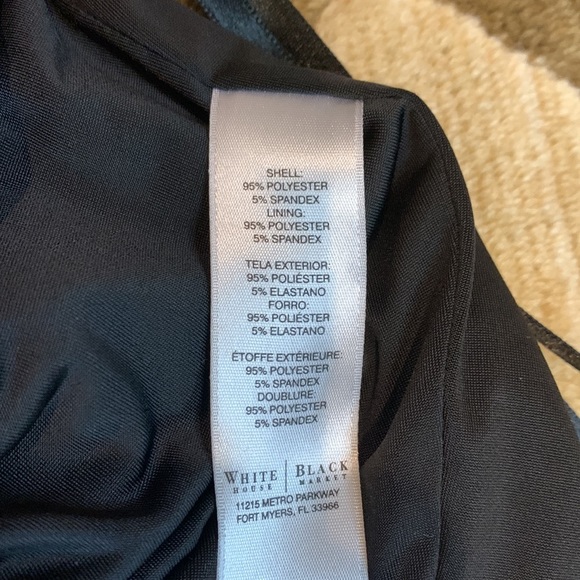 SHELL:
95% POLYESTER
5% SPANDEX
LINING:
95% POLYESTER
5% SPANDEX
TELA EXTERIOR:
95% POLIÉSTER
5% ELASTANO
FORRO:
95% POLIÉSTER
5% ELASTANO
ÉTOFFE EXTÉRIEURE:
95% POLYESTER
5% SPANDEX
DOUBLURE:
95% POLYESTER
5% SPANDEX
WHITE | BLACK
HOUSE | MARKET
11215 METRO PARKWAY
FORT MYERS, FL 33966